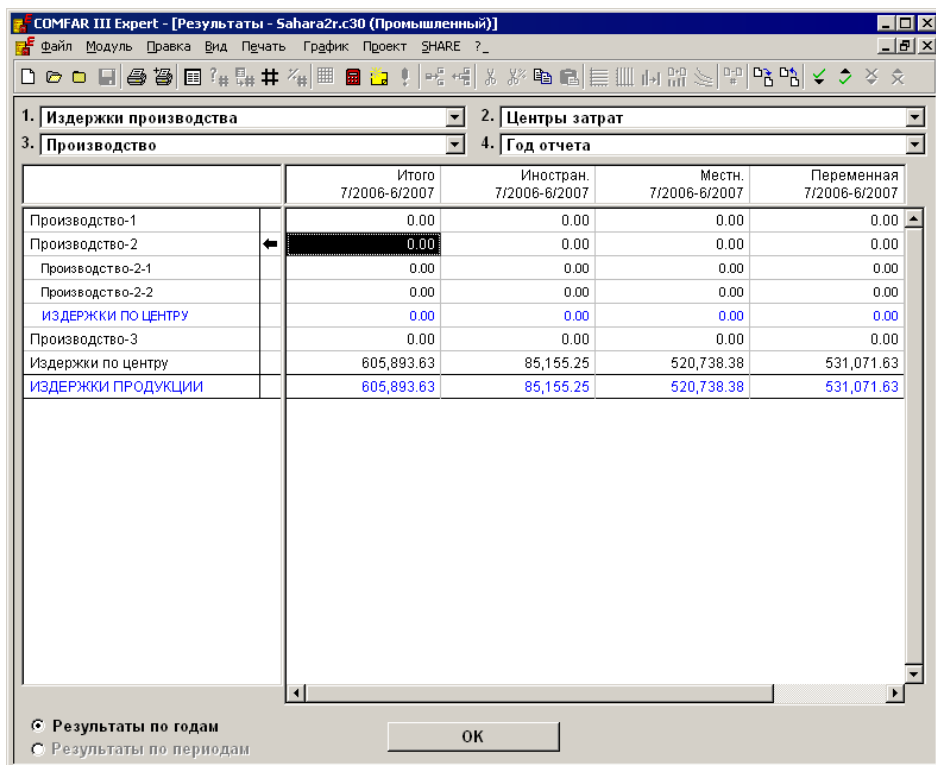 COMFAR III Expert - [Результаты - Sahara2r.c30 (Промышленный)]
Файл Модуль Правка Вид Печать График Проект SHARE ?_
1. Издержки производства 2. Центры затрат
3. Производство 4. Год отчета
Итого Иностран. Местн. Переменная
7/2006-6/2007 7/2006-6/2007 7/2006-6/2007 7/2006-6/2007
Производство-1 0.00 0.00 0.00 0.00
Производство-2 0.00 0.00 0.00 0.00
Производство-2-1 0.00 0.00 0.00 0.00
Производство-2-2 0.00 0.00 0.00 0.00
ИЗДЕРЖКИ ПО ЦЕНТРУ 0.00 0.00 0.00 0.00
Производство-3 0.00 0.00 0.00 0.00
Издержки по центру 605,893.63 85,155.25 520,738.38 531,071.63
ИЗДЕРЖКИ ПРОДУКЦИИ 605,893.63 85,155.25 520,738.38 531,071.63
Результаты по годам
OK
Результаты по периодам